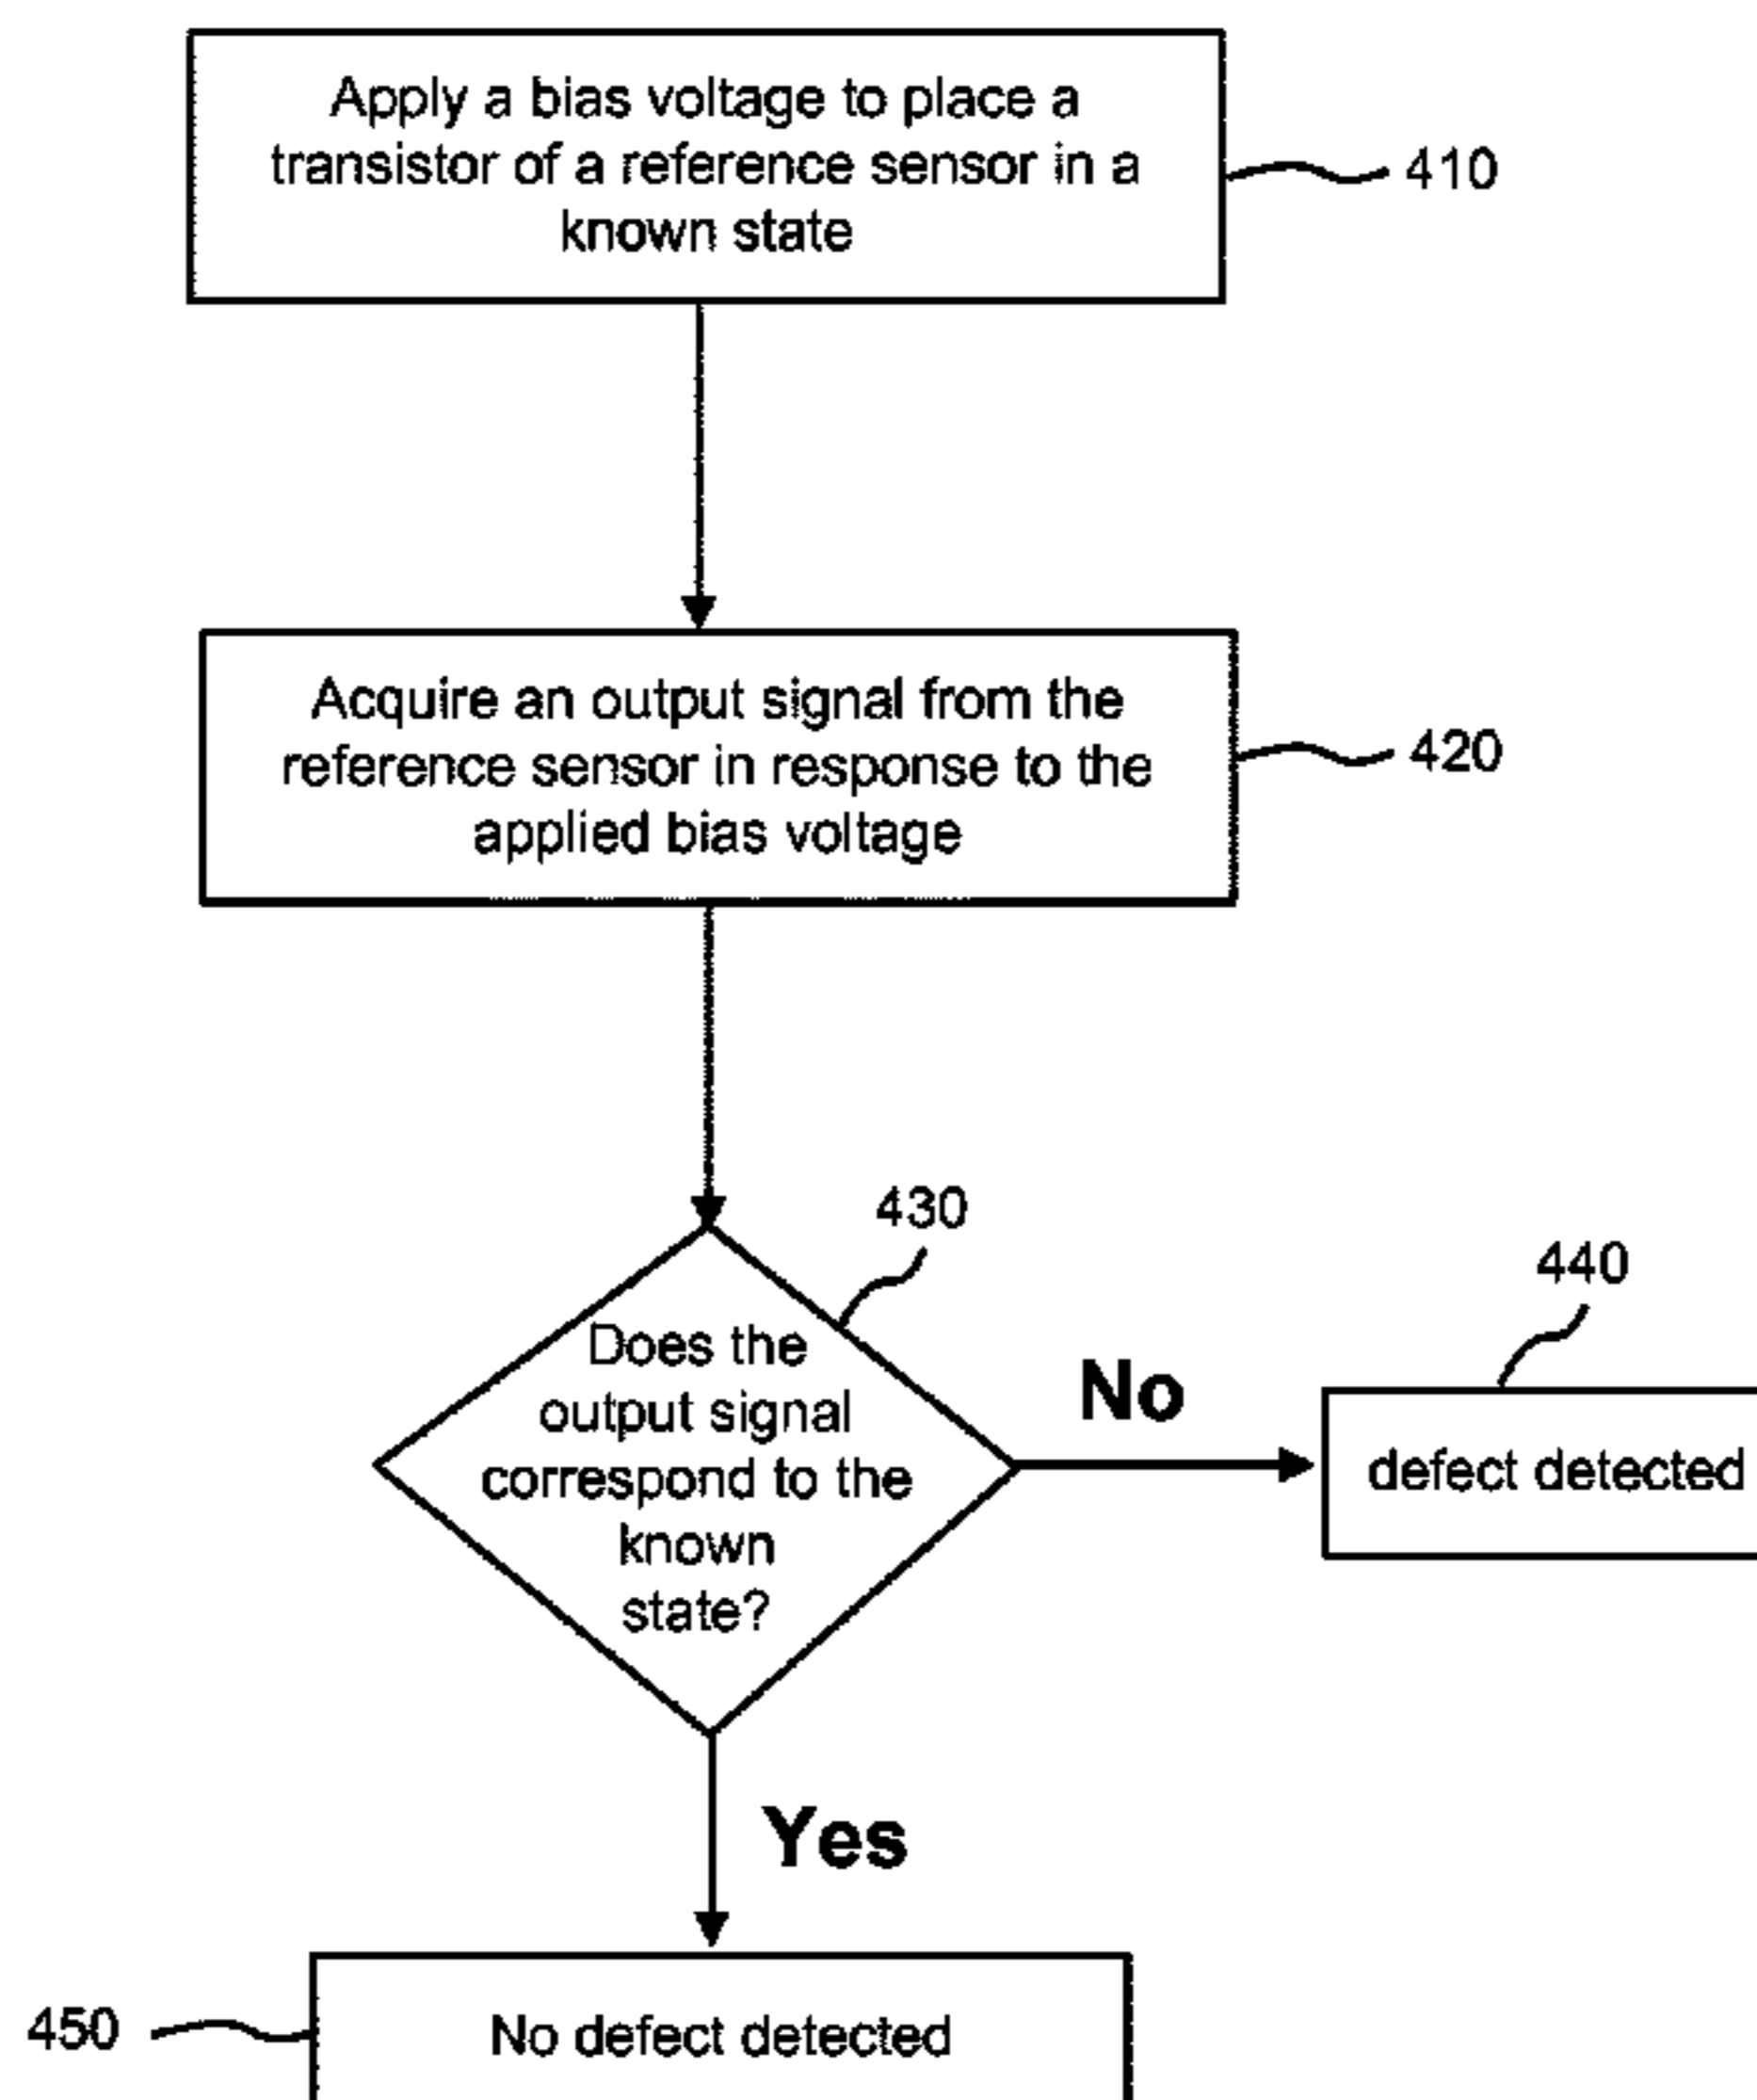 Apply a bias voltage to place a
transistor of a reference sensor in a
known state
410
Acquire an output signal from the
reference sensor in response to the
applied bias voltage
420
430
Does the
output signal
correspond to the
known
state?
No
440
defect detected
Yes
450
No defect detected